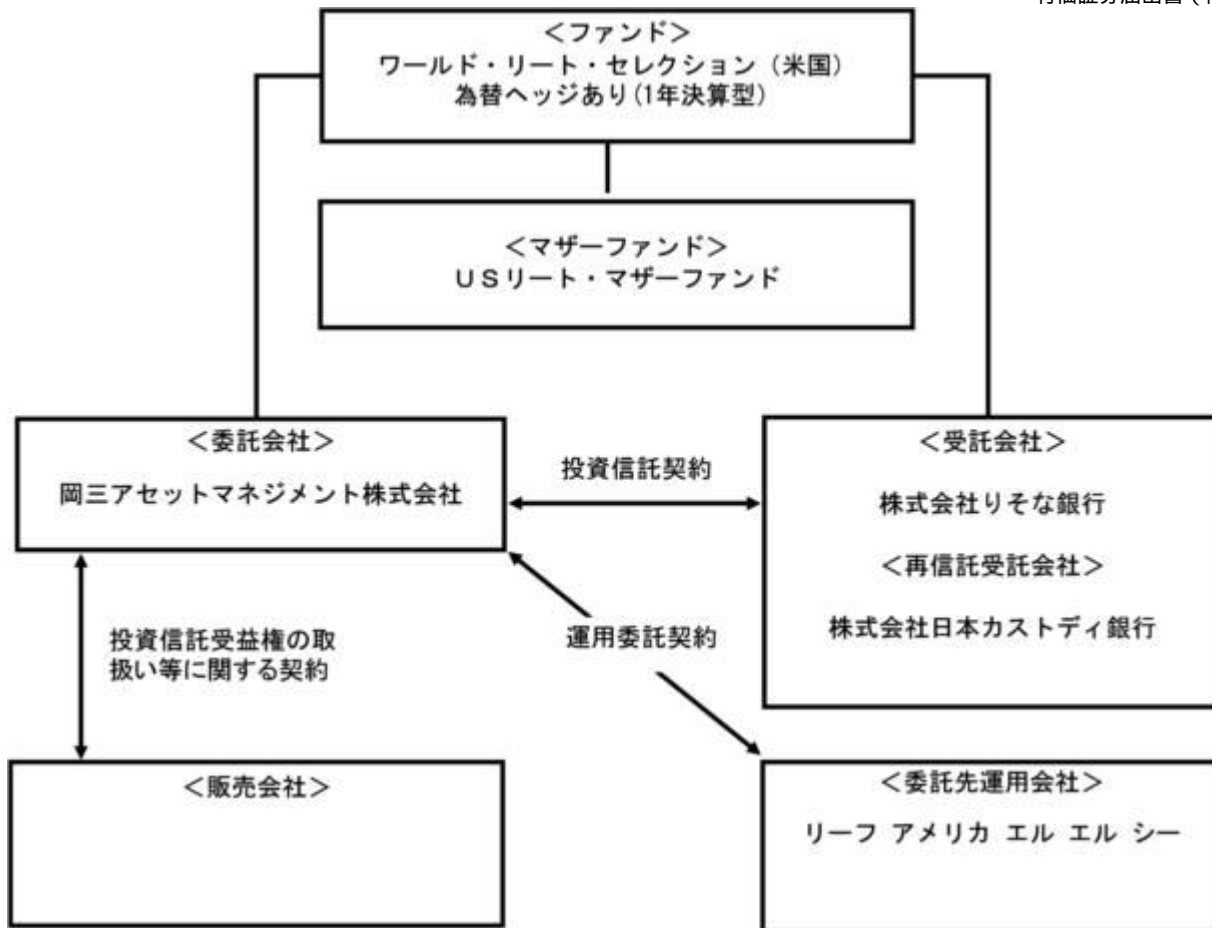 <ファンド>
ワールド・リート・セレクション（米国）
為替ヘッジあり(1年決算型)
<マザーファンド>
ＵＳリート・マザーファンド
<委託会社>
岡三アセットマネジメント株式会社
投資信託契約
<受託会社>
株式会社りそな銀行
<再信託受託会社>
株式会社日本カストディ銀行
投資信託受益権の取
扱い等に関する契約
運用委託契約
<販売会社>
<委託先運用会社>
リーフ アメリカ エル エル シー